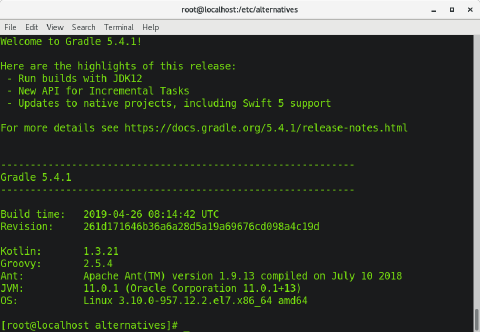 root@localhost:/etc/alternatives
File Edit View Search Terminal Help
Welcome to Gradle 5.4.1!
Here are the highlights of this release:
- Run builds with JDK12
- New API for Incremental Tasks
- Updates to native projects, including Swift 5 support
For more details see https://docs.gradle.org/5.4.1/release-notes.html
------------------------------------------------------------
Gradle 5.4.1
------------------------------------------------------------
Build time:   2019-04-26 08:14:42 UTC
Revision:     261d171646b36a6a28d5a19a69676cd098a4c19d
Kotlin:       1.3.21
Groovy:       2.5.4
Ant:          Apache Ant(TM) version 1.9.13 compiled on July 10 2018
JVM:          11.0.1 (Oracle Corporation 11.0.1+13)
OS:           Linux 3.10.0-957.12.2.el7.x86_64 amd64
[root@localhost alternatives]# _